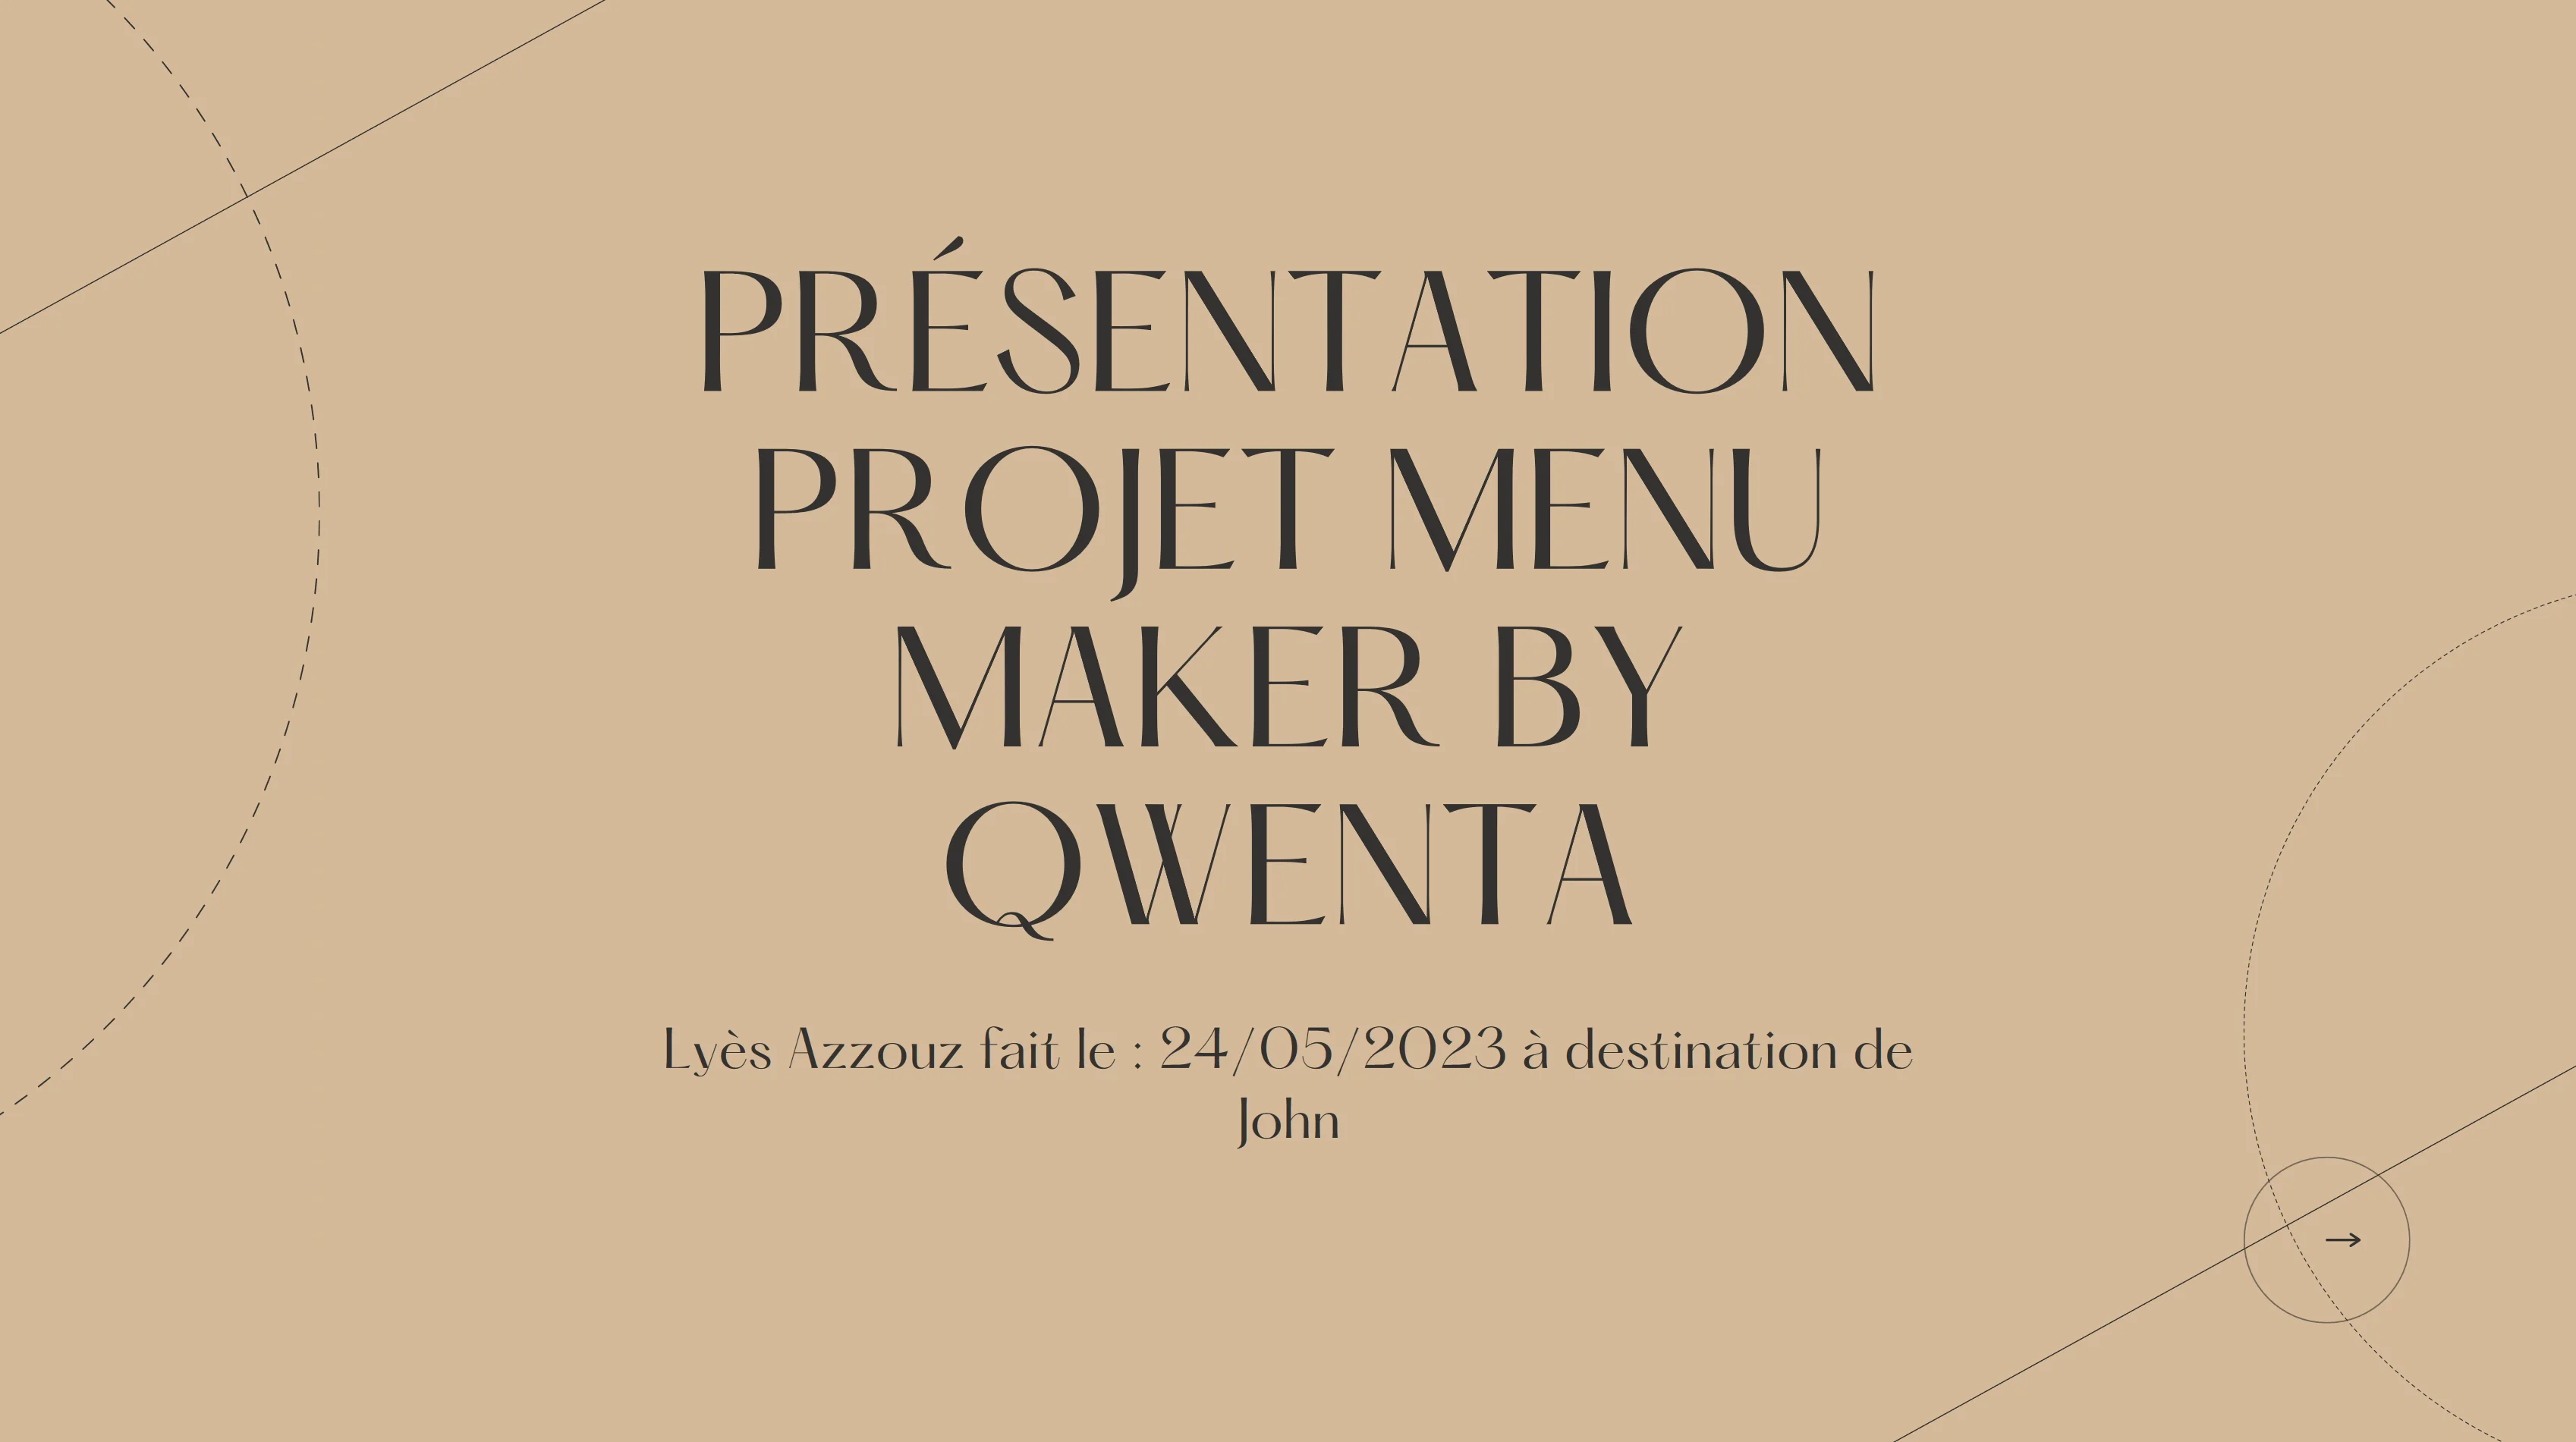 PRÉSENTATION
PROJET MENU
MAKER BY
QWENTA
Lyès Azzouz fait le : 24/05/2023 à destination de
John